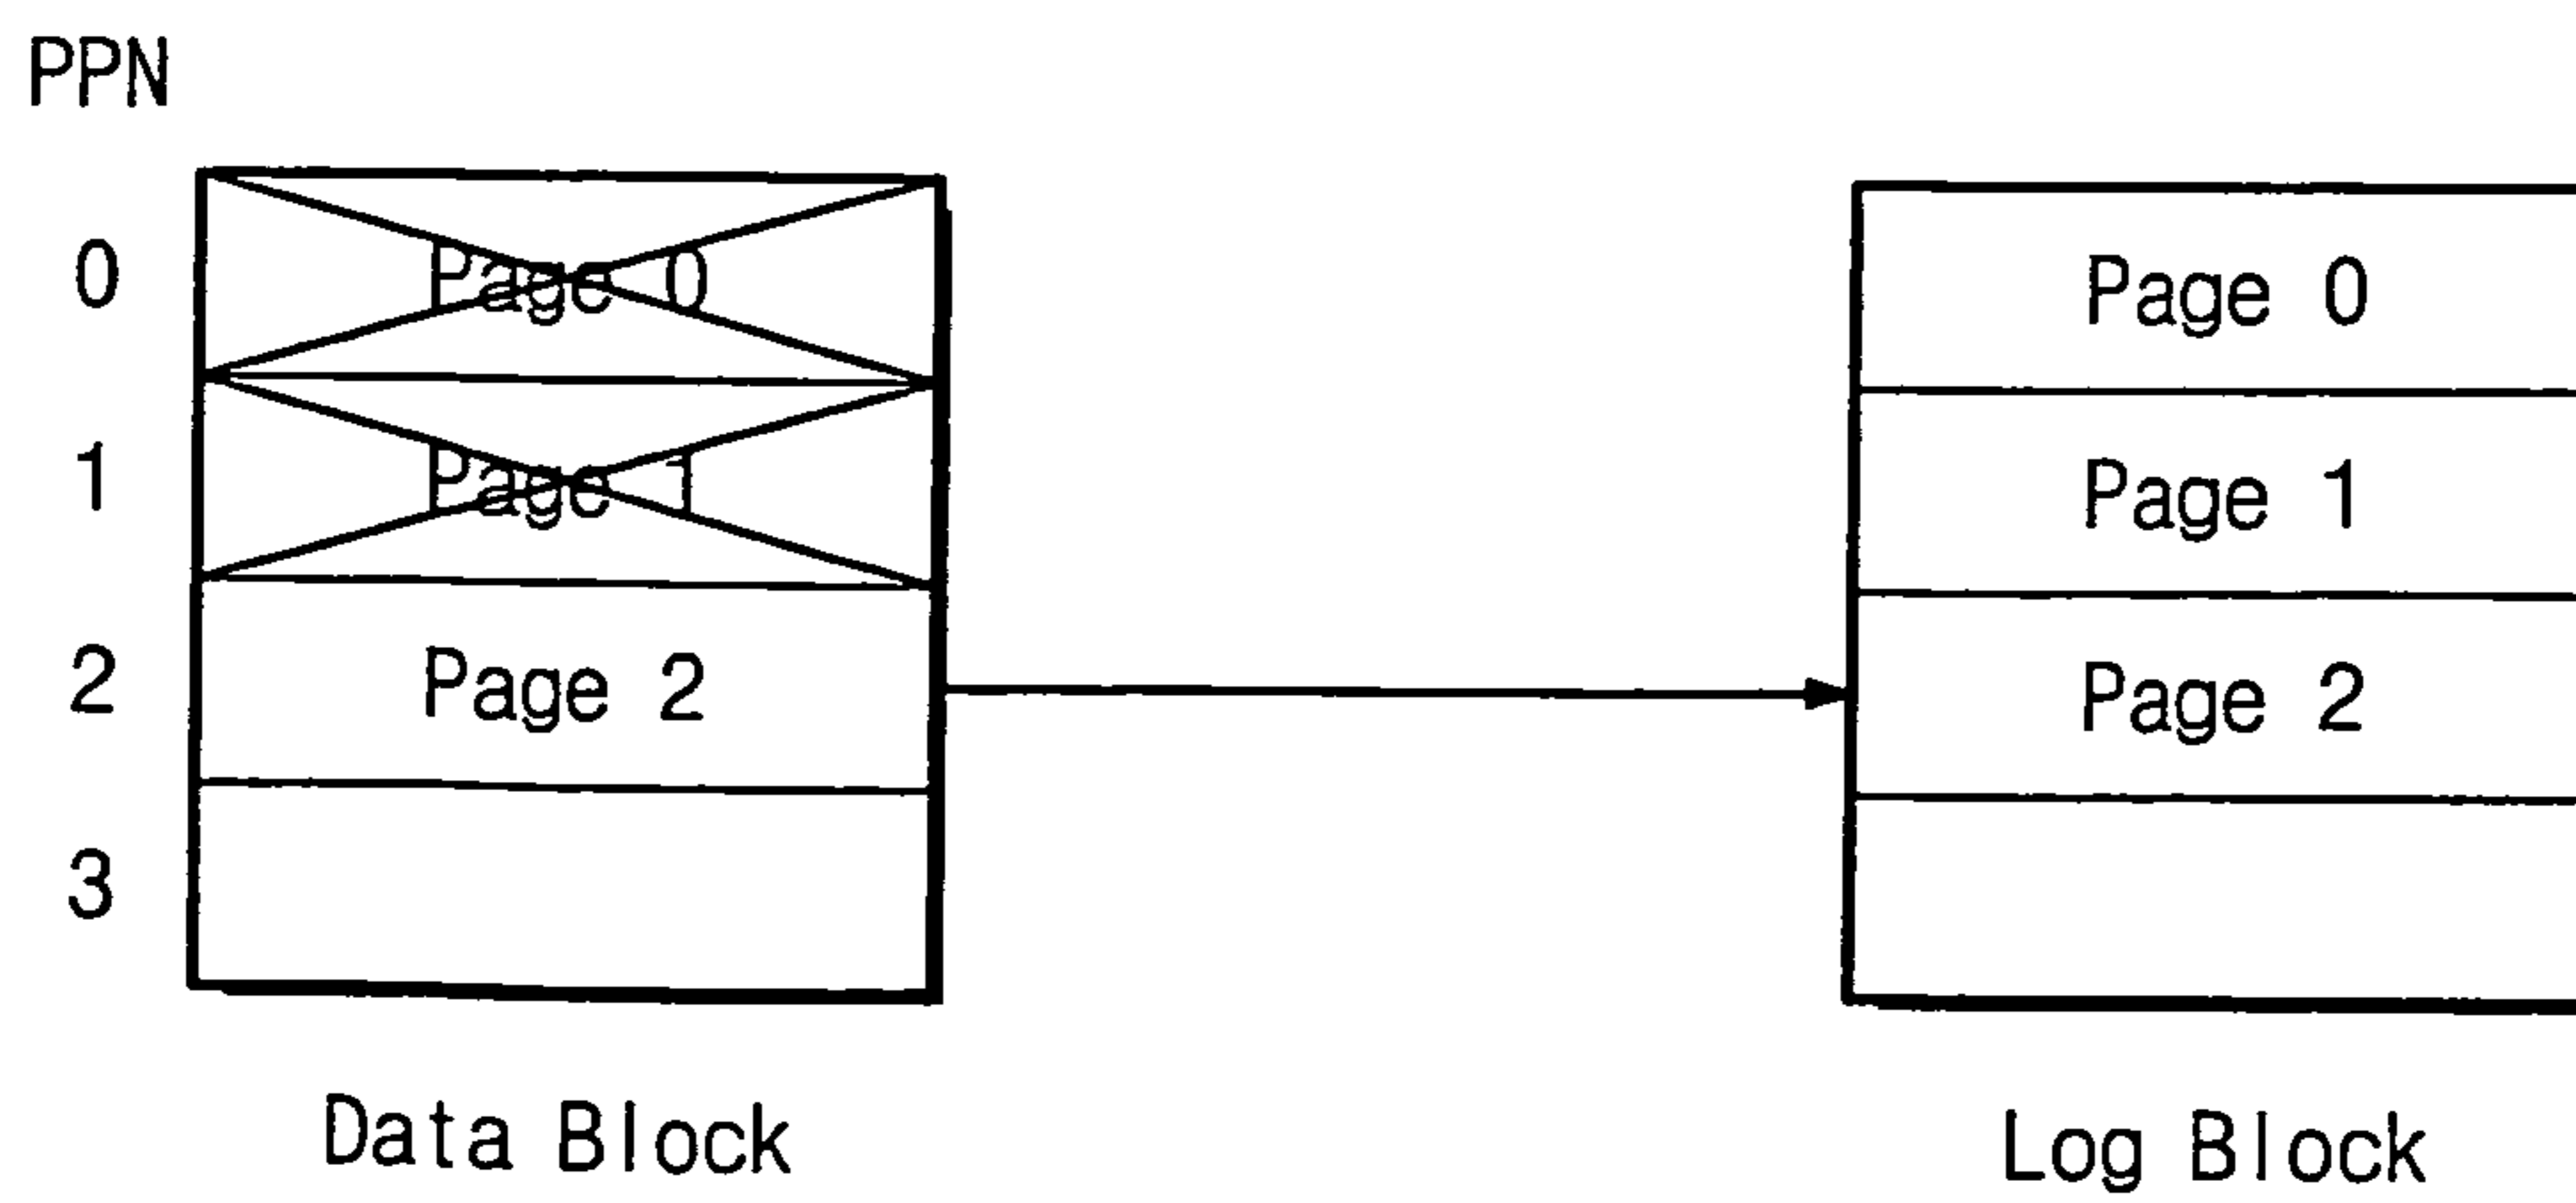 PPN
0 Page 0 Page 0
1 Page 1 Page 1
2 Page 2 Page 2
3
Data Block Log Block